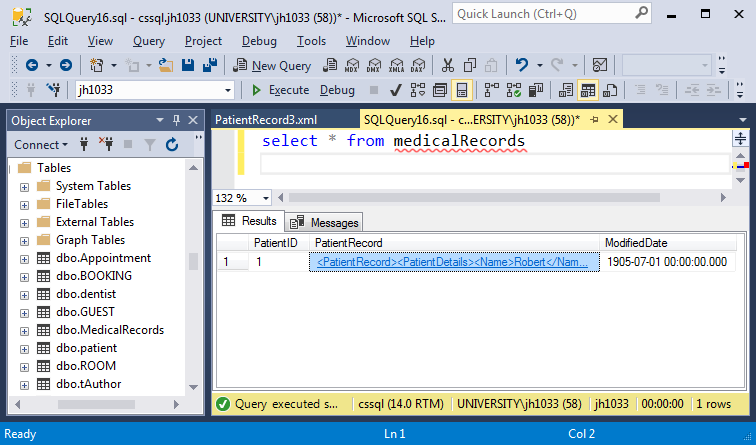 SQLQuery16.sql - cssql.jh1033 (UNIVERSITY\jh1033 (58))* - Microsoft SQL S...
Quick Launch (Ctrl+Q)
File Edit View Query Project Debug Tools Window Help
New Query MDX DMX XMLA DAX
jh1033 Execute Debug
Object Explorer
Connect
Tables
System Tables
FileTables
External Tables
Graph Tables
dbo.Appointment
dbo.BOOKING
dbo.dentist
dbo.GUEST
dbo.MedicalRecords
dbo.patient
dbo.ROOM
dbo.tAuthor
PatientRecord3.xml SQLQuery16.sql - c...ERSITY\jh1033 (58))*
select * from medicalRecords
132 %
Results Messages
PatientID PatientRecord ModifiedDate
1 1 <PatientRecord><PatientDetails><Name>Robert</Nam... 1905-07-01 00:00:00.000
Query executed s... cssql (14.0 RTM) UNIVERSITY\jh1033 (58) jh1033 00:00:00 1 rows
Ln 1 Col 2